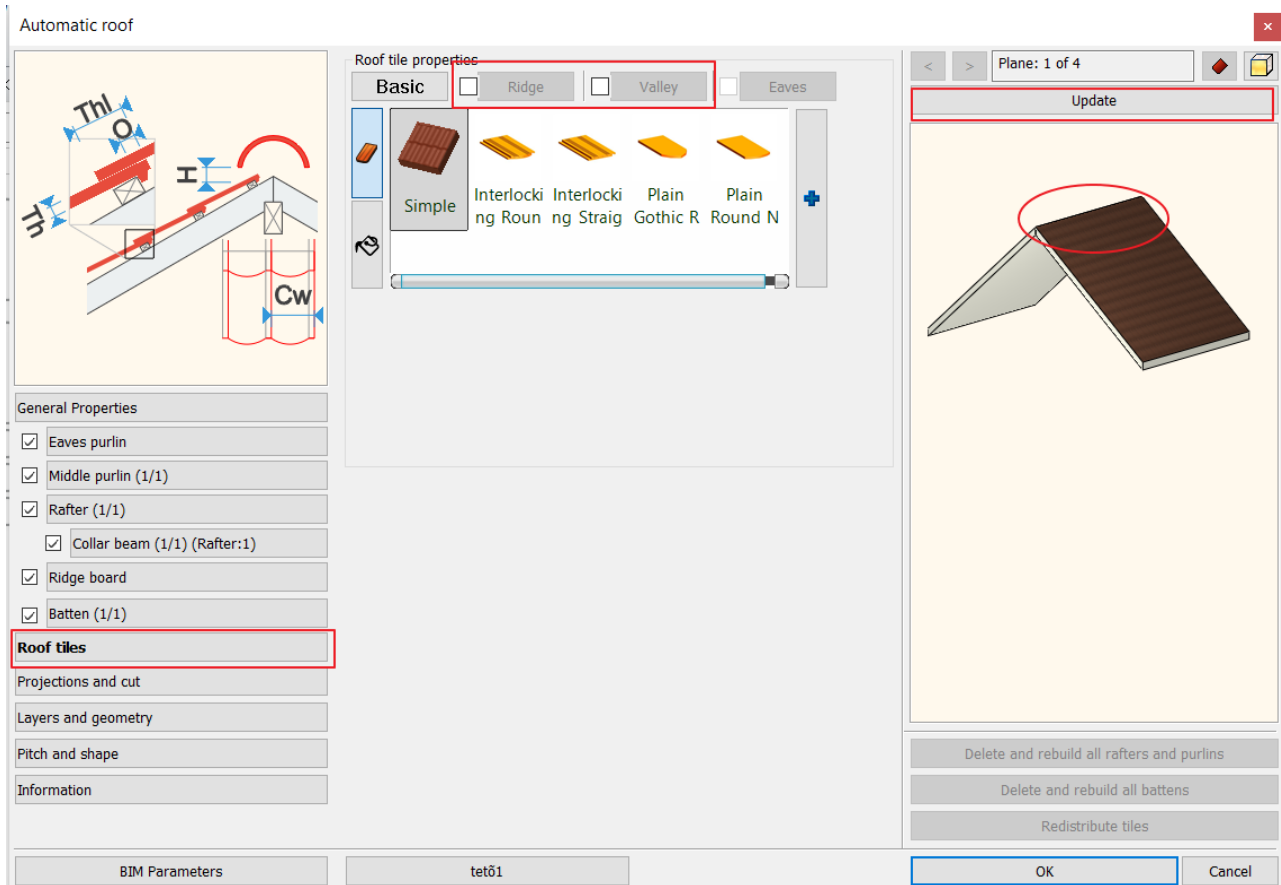 Automatic roof
Thl
O
H
Th
Cw
General Properties
Eaves purlin
Middle purlin (1/1)
Rafter (1/1)
Collar beam (1/1) (Rafter:1)
Ridge board
Batten (1/1)
Roof tiles
Projections and cut
Layers and geometry
Pitch and shape
Information
BIM Parameters
Roof tile properties
Basic
Ridge
Valley
Eaves
Simple
Interlocki
ng Roun
Interlocki
ng Straig
Plain
Gothic R
Plain
Round N
tetõ1
< > Plane: 1 of 4
Update
Delete and rebuild all rafters and purlins
Delete and rebuild all battens
Redistribute tiles
OK
Cancel